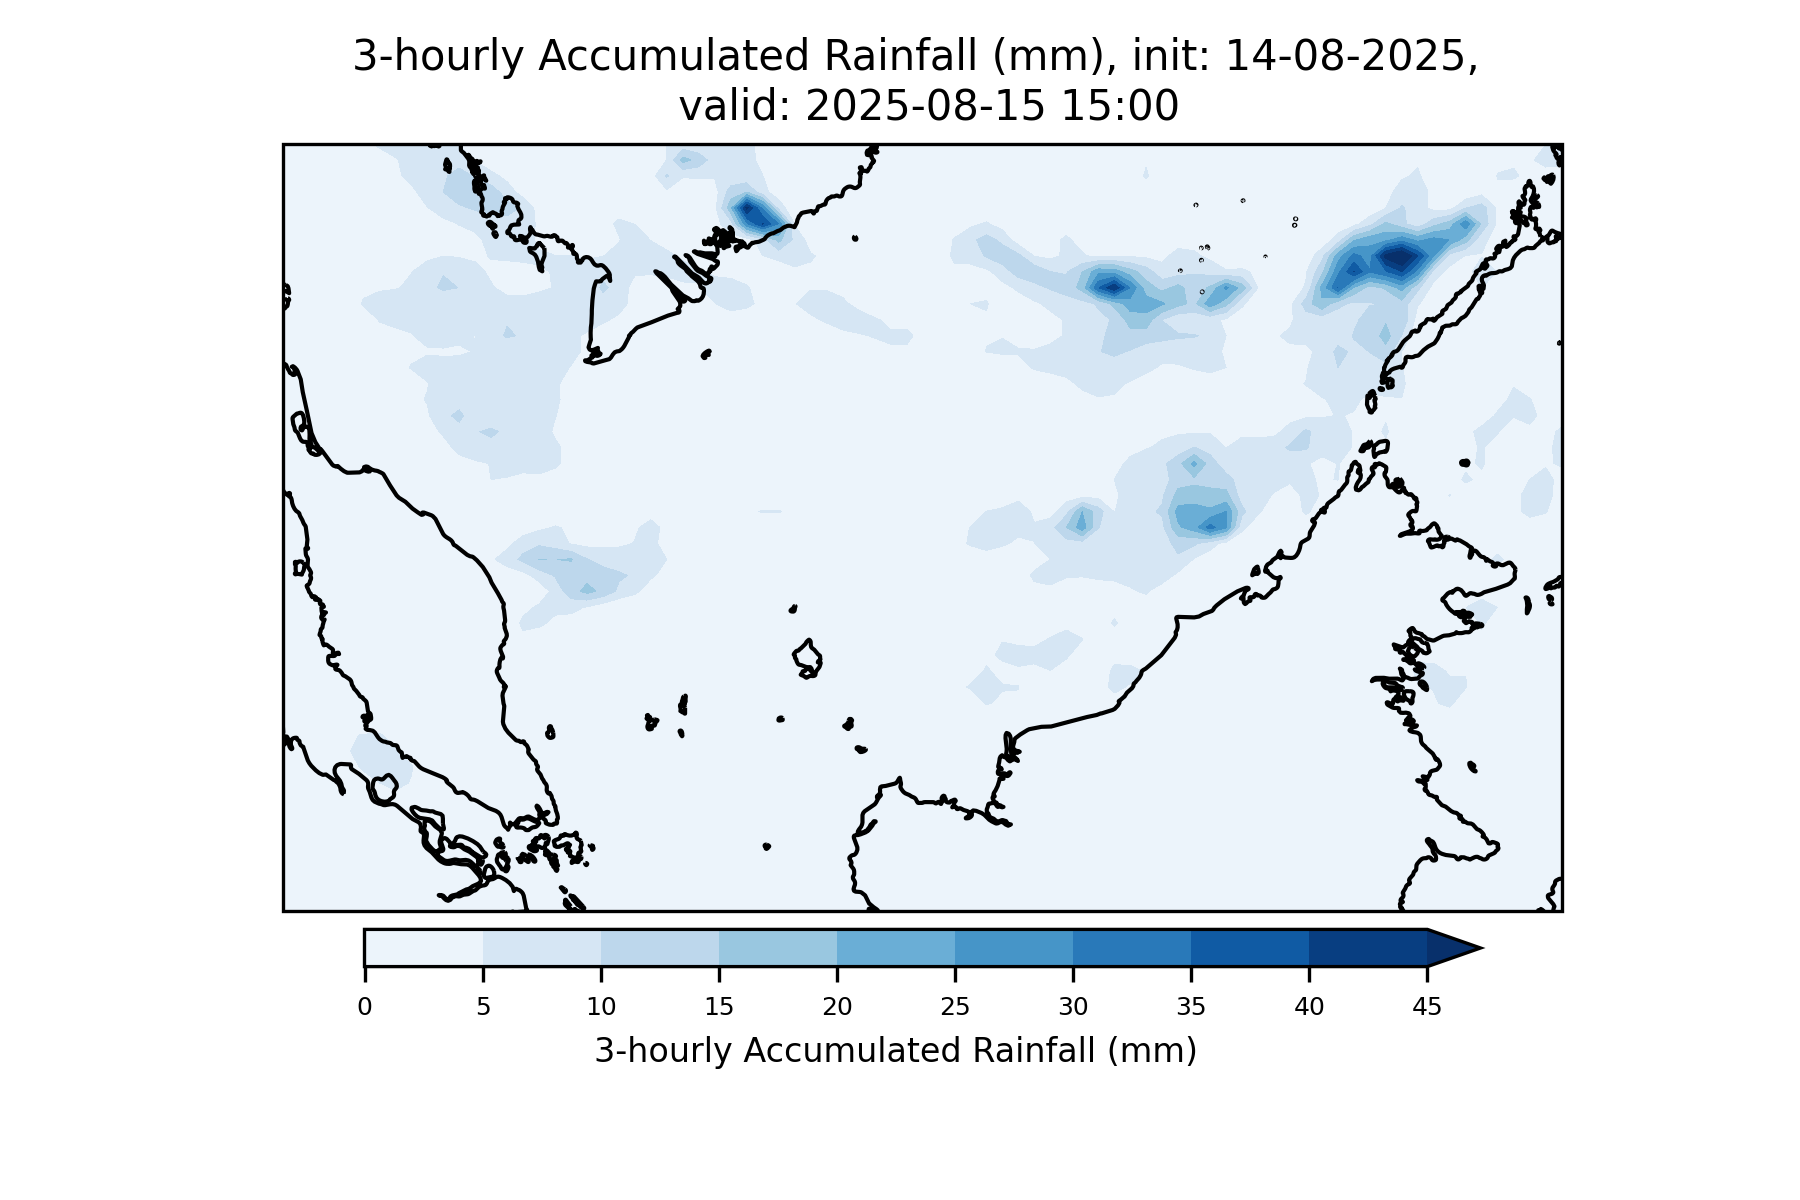 3-hourly Accumulated Rainfall (mm), init: 14-08-2025,
valid: 2025-08-15 15:00
0 5 10 15 20 25 30 35 40 45
3-hourly Accumulated Rainfall (mm)